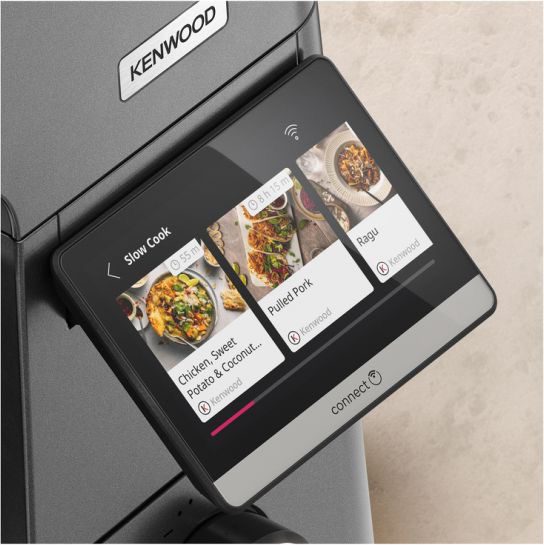 KENWOOD
Slow Cook
55 m
Chicken, Sweet
Potato & Coconut...
Kenwood
8 h 15 m
Pulled Pork
Kenwood
Ragu
Kenwood
connect